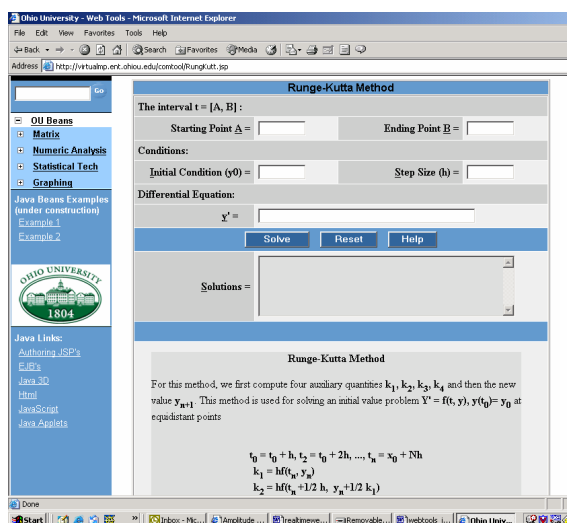 Ohio University - Web Tools - Microsoft Internet Explorer
File Edit View Favorites Tools Help
Back Search Favorites Media
Address http://virtualmp.ent.ohiou.edu/comtool/RungKutt.jsp
Go
OU Beans
Matrix
Numeric Analysis
Statistical Tech
Graphing
Java Beans Examples
(under construction)
Example 1
Example 2
OHIO UNIVERSITY
1804
Java Links:
Authoring JSP's
EJB's
Java 3D
Html
JavaScript
Java Applets
Runge-Kutta Method
The interval t = [A, B] :
Starting Point A = Ending Point B =
Conditions:
Initial Condition (y0) = Step Size (h) =
Differential Equation:
y' =
Solve Reset Help
Solutions =
Runge-Kutta Method
For this method, we first compute four auxiliary quantities k1, k2, k3, k4 and then the new
value yn+1. This method is used for solving an initial value problem Y' = f(t, y), y(t0)= y0 at
equidistant points
t0 = t0 + h, t2 = t0 + 2h, ..., tn = x0 + Nh
k1 = hf(tn, yn)
k2 = hf(tn +1/2 h, yn+1/2 k1)
Done
Start Inbox - Mic... Amplitude ... realtimewe... Removable... webtools_i... Ohio Univ...